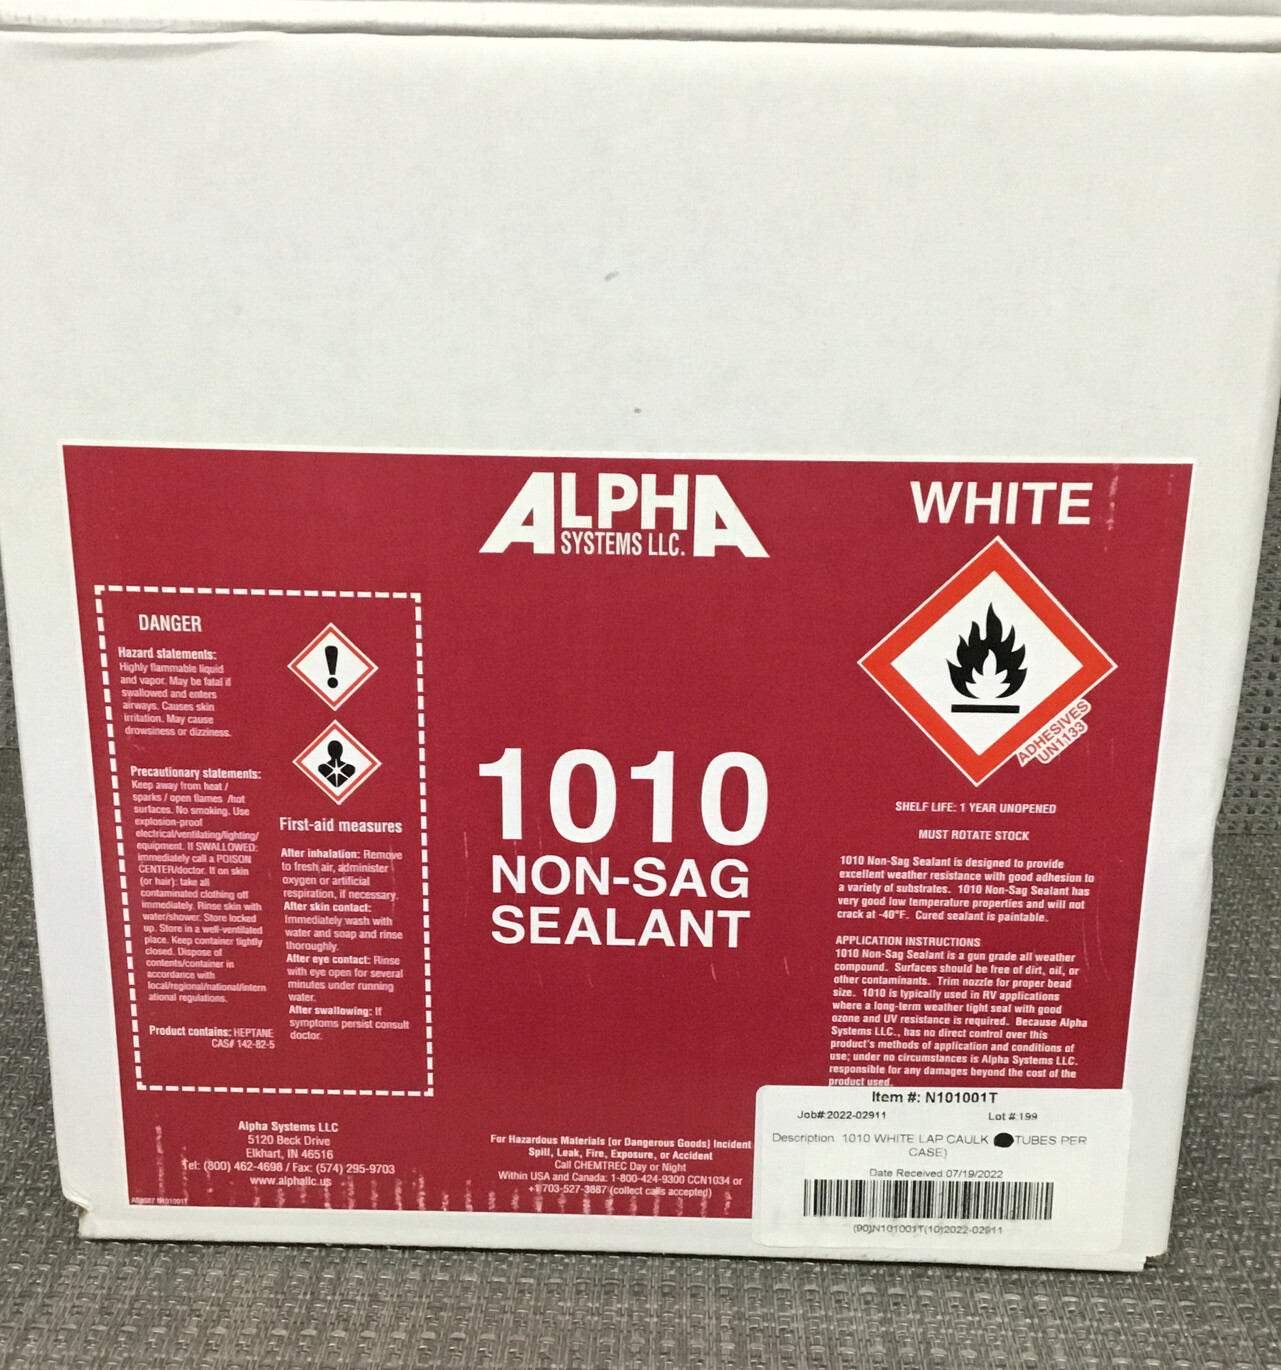 ALPHA
SYSTEMS LLC.
WHITE
DANGER
Hazard statements:
Highly flammable liquid
and vapor. May be fatal if
swallowed and enters
airways. Causes skin
irritation. May cause
drowsiness or dizziness.
Precautionary statements:
Keep away from heat /
sparks / open flames /hot
surfaces. No smoking. Use
explosion-proof
electrical/ventilating/lighting/
equipment. If SWALLOWED:
immediately call a POISON
CENTER/doctor. If on skin
(or hair): take all
contaminated clothing off
immediately. Rinse skin with
water/shower. Store locked
up. Store in a well-ventilated
place. Keep container tightly
closed. Dispose of
contents/container in
accordance with
local/regional/national/intern
ational regulations.
Product contains: HEPTANE
CAS# 142-82-5
First-aid measures
After inhalation: Remove
to fresh air, administer
oxygen or artificial
respiration, if necessary.
After skin contact:
Immediately wash with
water and soap and rinse
thoroughly.
After eye contact: Rinse
with eye open for several
minutes under running
water.
After swallowing: If
symptoms persist consult
doctor.
1010
NON-SAG
SEALANT
ADHESIVES
UN1133
SHELF LIFE: 1 YEAR UNOPENED
MUST ROTATE STOCK
1010 Non-Sag Sealant is designed to provide
excellent weather resistance with good adhesion to
a variety of substrates. 1010 Non-Sag Sealant has
very good low temperature properties and will not
crack at -40°F. Cured sealant is paintable.
APPLICATION INSTRUCTIONS
1010 Non-Sag Sealant is a gun grade all weather
compound. Surfaces should be free of dirt, oil, or
other contaminants. Trim nozzle for proper bead
size. 1010 is typically used in RV applications
where a long-term weather tight seal with good
ozone and UV resistance is required. Because Alpha
Systems LLC., has no direct control over this
product's methods of application and conditions of
use; under no circumstances is Alpha Systems LLC.
responsible for any damages beyond the cost of the
product used.
Alpha Systems LLC
5120 Beck Drive
Elkhart, IN 46516
Tel: (800) 462-4698 / Fax: (574) 295-9703
www.alphallc.us
For Hazardous Materials [or Dangerous Goods] Incident
Spill, Leak, Fire, Exposure, or Accident
Call CHEMTREC Day or Night
Within USA and Canada: 1-800-424-9300 CCN1034 or
+1 703-527-3887 (collect calls accepted)
Item #: N101001T
Job#:2022-02911 Lot # 199
Description: 1010 WHITE LAP CAULK TUBES PER
CASE)
Date Received 07/19/2022
(90)N101001T(10)2022-02911